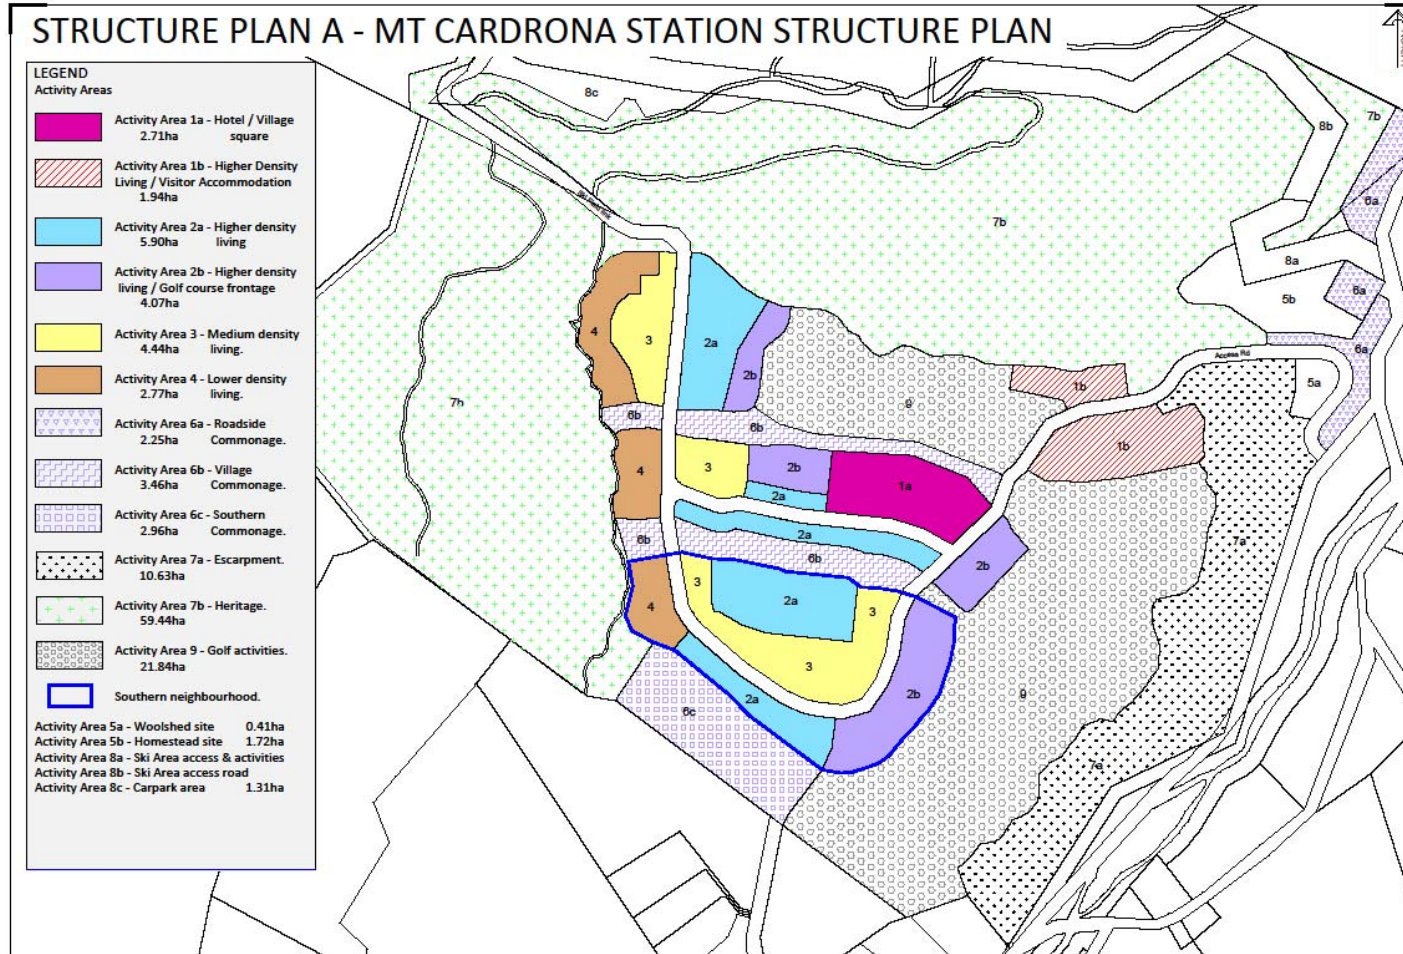 STRUCTURE PLAN A - MT CARDRONA STATION STRUCTURE PLAN
LEGEND
Activity Areas
Activity Area 1a - Hotel / Village
2.71ha square
Activity Area 1b - Higher Density
Living / Visitor Accommodation
1.94ha
Activity Area 2a - Higher density
5.90ha living
Activity Area 2b - Higher density
living / Golf course frontage
4.07ha
Activity Area 3 - Medium density
4.44ha living.
Activity Area 4 - Lower density
2.77ha living.
Activity Area 6a - Roadside
2.25ha Commonage.
Activity Area 6b - Village
3.46ha Commonage.
Activity Area 6c - Southern
2.96ha Commonage.
Activity Area 7a - Escarpment.
10.63ha
Activity Area 7b - Heritage.
59.44ha
Activity Area 9 - Golf activities.
21.84ha
Southern neighbourhood.
Activity Area 5a - Woolshed site 0.41ha
Activity Area 5b - Homestead site 1.72ha
Activity Area 8a - Ski Area access & activities
Activity Area 8b - Ski Area access road
Activity Area 8c - Carpark area 1.31ha
8c
7b
8b
6a
7b
8a
6a
5b
6a
Access Rd
5a
4
3
2a
2b
9
1b
7b
6b
6b
1b
4
3
2b
1a
2a
6b
2a
6b
2b
7a
3
2a
3
4
3
2b
2a
6c
9
7a